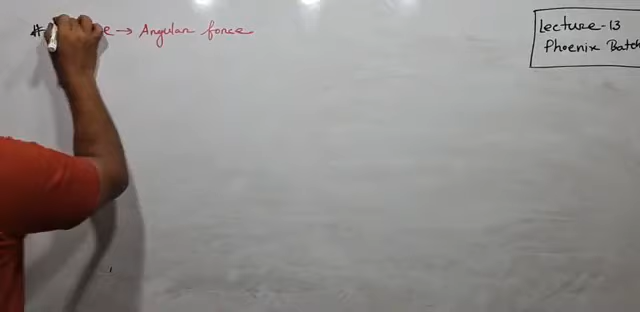 # e → Angular force
Lecture-13
Phoenix Batch